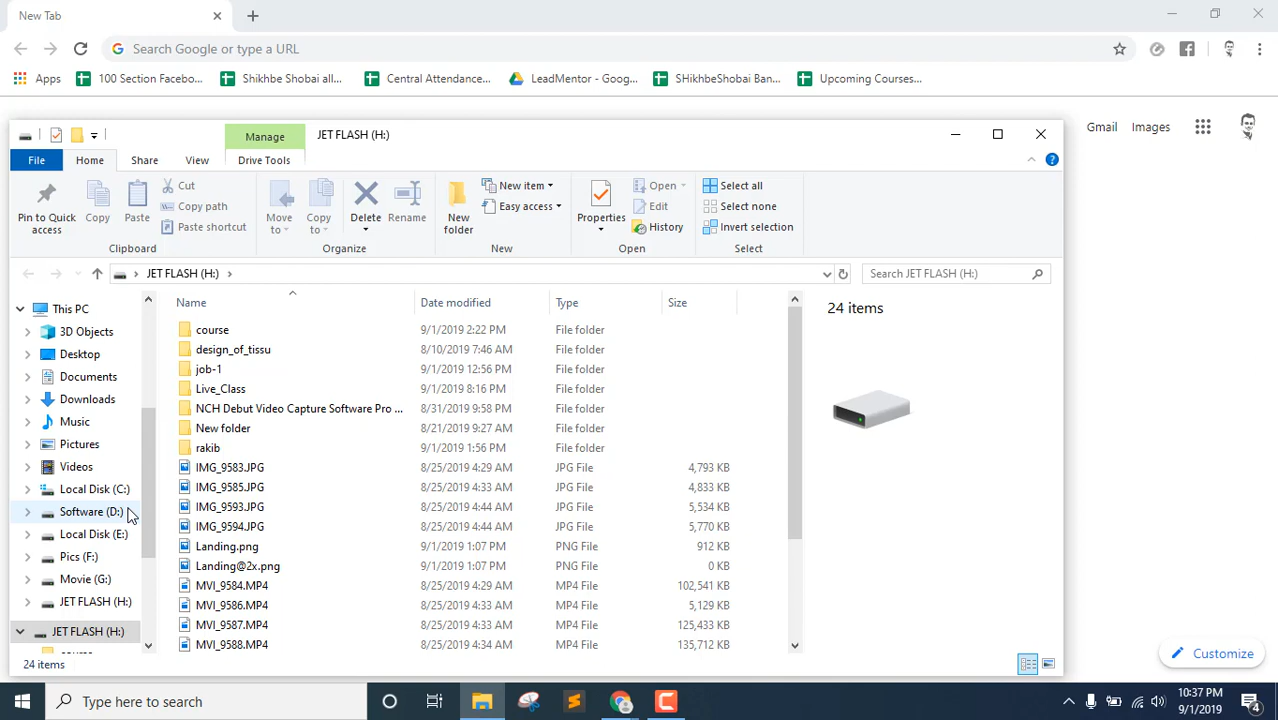 New Tab
Search Google or type a URL
Apps 100 Section Facebo... Shikhbe Shobai all... Central Attendance... LeadMentor - Goog... SHikhbeShobai Ban... Upcoming Courses...
Gmail Images
Manage JET FLASH (H:)
File Home Share View Drive Tools
Pin to Quick access
Copy
Paste
Cut
Copy path
Paste shortcut
Clipboard
Move to
Copy to
Delete
Rename
Organize
New folder
New item
Easy access
New
Properties
Open
Edit
History
Open
Select all
Select none
Invert selection
Select
JET FLASH (H:)
Search JET FLASH (H:)
This PC
3D Objects
Desktop
Documents
Downloads
Music
Pictures
Videos
Local Disk (C:)
Software (D:)
Local Disk (E:)
Pics (F:)
Movie (G:)
JET FLASH (H:)
JET FLASH (H:)
course
Name Date modified Type Size
course 9/1/2019 2:22 PM File folder
design_of_tissu 8/10/2019 7:46 AM File folder
job-1 9/1/2019 12:56 PM File folder
Live_Class 9/1/2019 8:16 PM File folder
NCH Debut Video Capture Software Pro ... 8/31/2019 9:58 PM File folder
New folder 8/21/2019 9:27 AM File folder
rakib 9/1/2019 1:56 PM File folder
IMG_9583.JPG 8/25/2019 4:29 AM JPG File 4,793 KB
IMG_9585.JPG 8/25/2019 4:33 AM JPG File 4,833 KB
IMG_9593.JPG 8/25/2019 4:44 AM JPG File 5,534 KB
IMG_9594.JPG 8/25/2019 4:44 AM JPG File 5,770 KB
Landing.png 9/1/2019 1:07 PM PNG File 912 KB
Landing@2x.png 9/1/2019 1:07 PM PNG File 0 KB
MVI_9584.MP4 8/25/2019 4:29 AM MP4 File 102,541 KB
MVI_9586.MP4 8/25/2019 4:33 AM MP4 File 5,129 KB
MVI_9587.MP4 8/25/2019 4:33 AM MP4 File 125,433 KB
MVI_9588.MP4 8/25/2019 4:34 AM MP4 File 135,712 KB
24 items
24 items
Customize
Type here to search
10:37 PM
9/1/2019
4